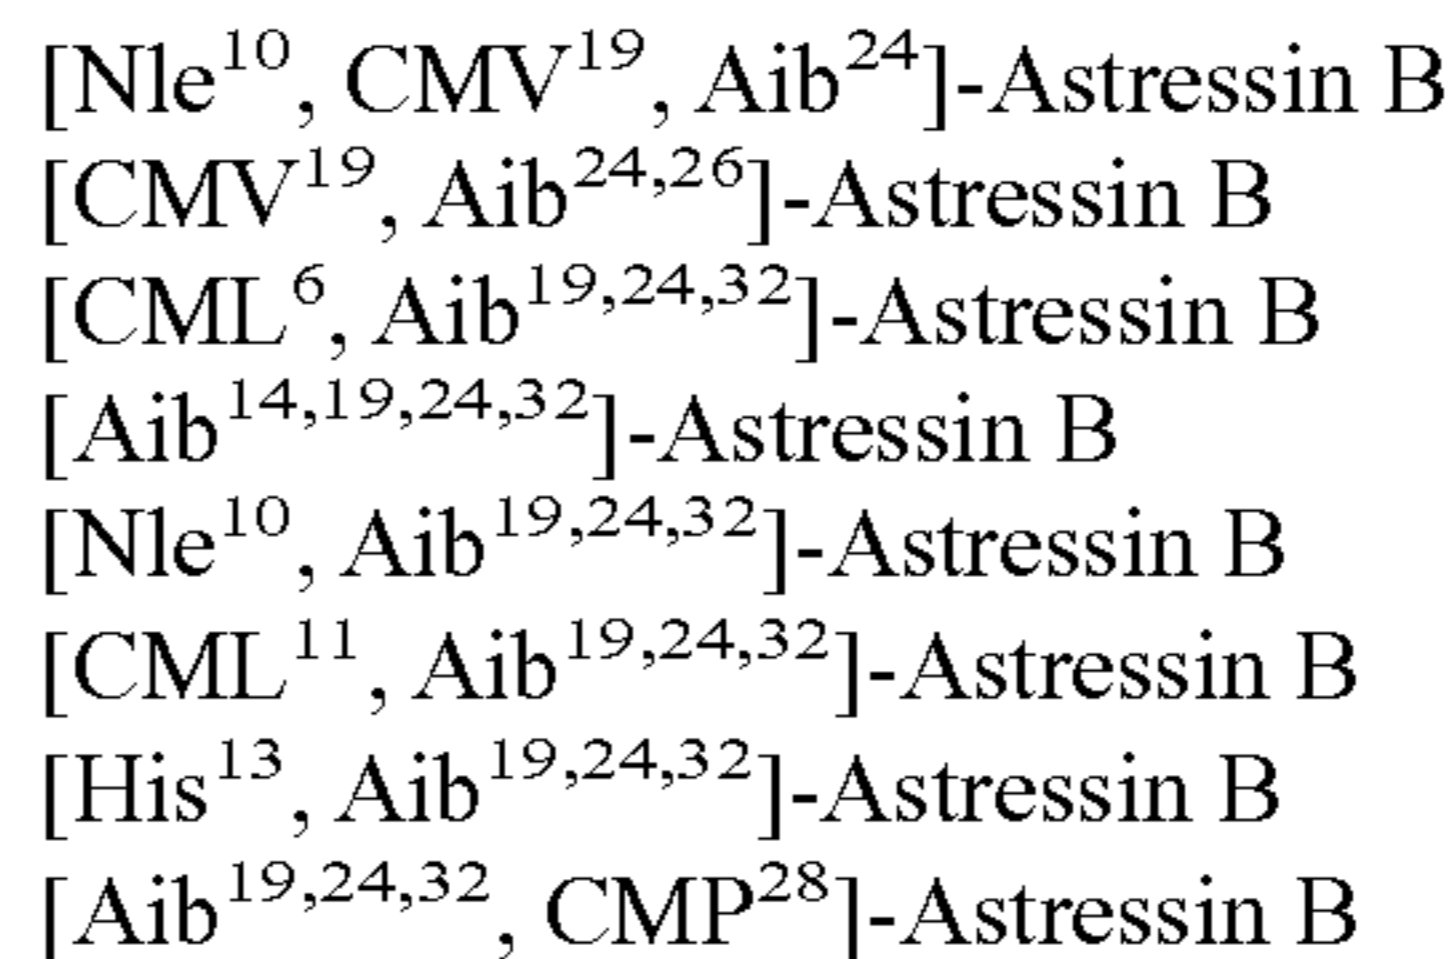 [Nle¹⁰, CMV¹⁹, Aib²⁴]-Astressin B
[CMV¹⁹, Aib²⁴,²⁶]-Astressin B
[CML⁶, Aib¹⁹,²⁴,³²]-Astressin B
[Aib¹⁴,¹⁹,²⁴,³²]-Astressin B
[Nle¹⁰, Aib¹⁹,²⁴,³²]-Astressin B
[CML¹¹, Aib¹⁹,²⁴,³²]-Astressin B
[His¹³, Aib¹⁹,²⁴,³²]-Astressin B
[Aib¹⁹,²⁴,³², CMP²⁸]-Astressin B